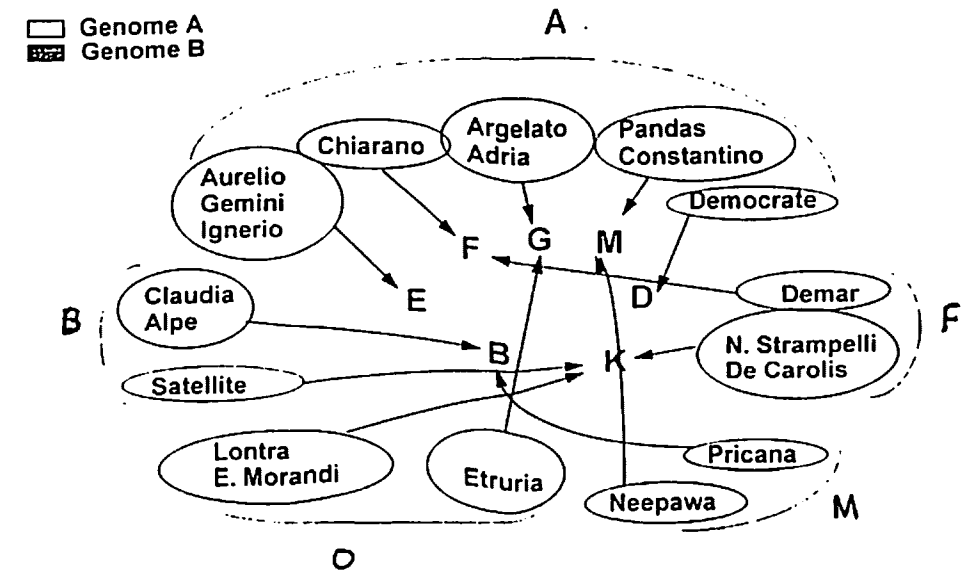 Genome A
Genome B
A
Chiarano
Argelato
Adria
Pandas
Constantino
Aurelio
Gemini
Ignerio
Democrate
F
G
M
E
D
Claudia
Alpe
B
Demar
F
B
K
N. Strampelli
De Carolis
Satellite
Lontra
E. Morandi
Etruria
Pricana
Neepawa
M
O